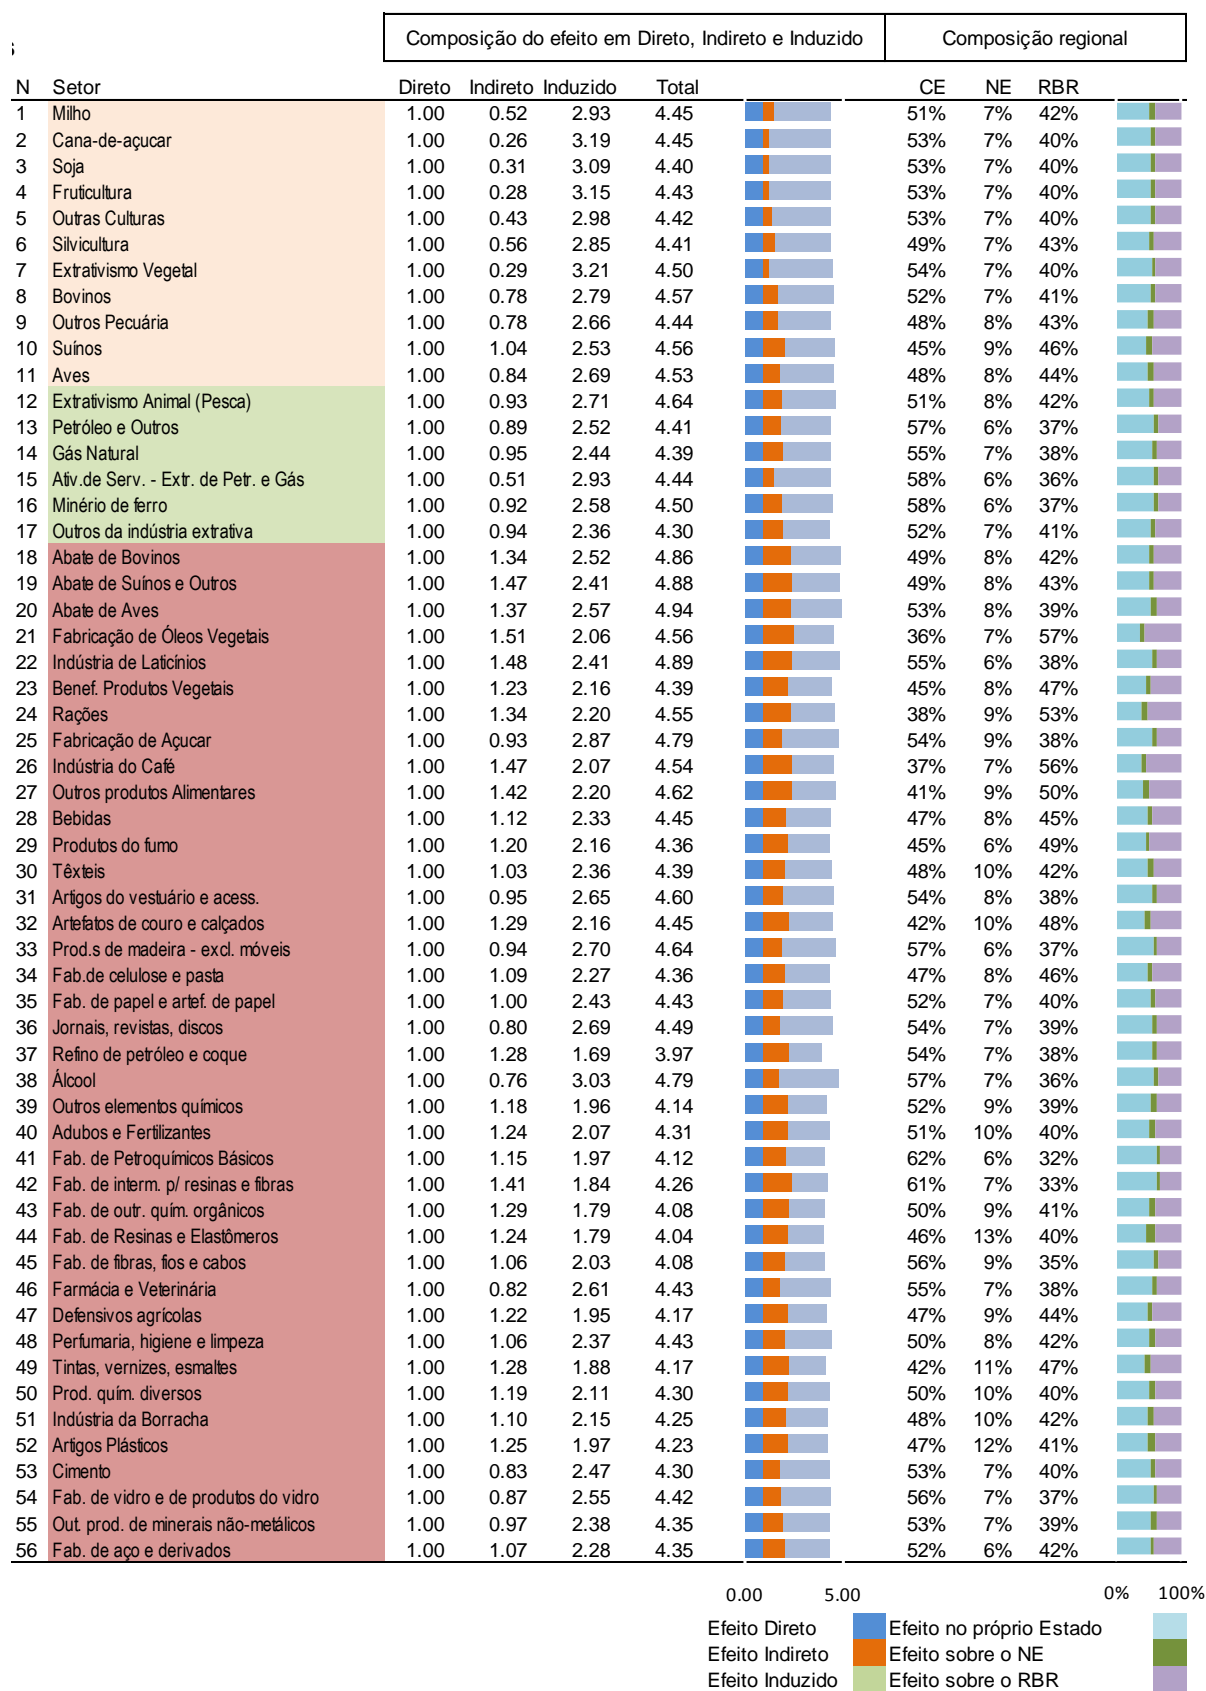 Composição do efeito em Direto, Indireto e Induzido Composição regional
N Setor Direto Indireto Induzido Total CE NE RBR
1 Milho 1.00 0.52 2.93 4.45 51% 7% 42%
2 Cana-de-açucar 1.00 0.26 3.19 4.45 53% 7% 40%
3 Soja 1.00 0.31 3.09 4.40 53% 7% 40%
4 Fruticultura 1.00 0.28 3.15 4.43 53% 7% 40%
5 Outras Culturas 1.00 0.43 2.98 4.42 53% 7% 40%
6 Silvicultura 1.00 0.56 2.85 4.41 49% 7% 43%
7 Extrativismo Vegetal 1.00 0.29 3.21 4.50 54% 7% 40%
8 Bovinos 1.00 0.78 2.79 4.57 52% 7% 41%
9 Outros Pecuária 1.00 0.78 2.66 4.44 48% 8% 43%
10 Suínos 1.00 1.04 2.53 4.56 45% 9% 46%
11 Aves 1.00 0.84 2.69 4.53 48% 8% 44%
12 Extrativismo Animal (Pesca) 1.00 0.93 2.71 4.64 51% 8% 42%
13 Petróleo e Outros 1.00 0.89 2.52 4.41 57% 6% 37%
14 Gás Natural 1.00 0.95 2.44 4.39 55% 7% 38%
15 Ativ.de Serv. - Extr. de Petr. e Gás 1.00 0.51 2.93 4.44 58% 6% 36%
16 Minério de ferro 1.00 0.92 2.58 4.50 58% 6% 37%
17 Outros da indústria extrativa 1.00 0.94 2.36 4.30 52% 7% 41%
18 Abate de Bovinos 1.00 1.34 2.52 4.86 49% 8% 42%
19 Abate de Suínos e Outros 1.00 1.47 2.41 4.88 49% 8% 43%
20 Abate de Aves 1.00 1.37 2.57 4.94 53% 8% 39%
21 Fabricação de Óleos Vegetais 1.00 1.51 2.06 4.56 36% 7% 57%
22 Indústria de Laticínios 1.00 1.48 2.41 4.89 55% 6% 38%
23 Benef. Produtos Vegetais 1.00 1.23 2.16 4.39 45% 8% 47%
24 Rações 1.00 1.34 2.20 4.55 38% 9% 53%
25 Fabricação de Açucar 1.00 0.93 2.87 4.79 54% 9% 38%
26 Indústria do Café 1.00 1.47 2.07 4.54 37% 7% 56%
27 Outros produtos Alimentares 1.00 1.42 2.20 4.62 41% 9% 50%
28 Bebidas 1.00 1.12 2.33 4.45 47% 8% 45%
29 Produtos do fumo 1.00 1.20 2.16 4.36 45% 6% 49%
30 Têxteis 1.00 1.03 2.36 4.39 48% 10% 42%
31 Artigos do vestuário e acess. 1.00 0.95 2.65 4.60 54% 8% 38%
32 Artefatos de couro e calçados 1.00 1.29 2.16 4.45 42% 10% 48%
33 Prod.s de madeira - excl. móveis 1.00 0.94 2.70 4.64 57% 6% 37%
34 Fab.de celulose e pasta 1.00 1.09 2.27 4.36 47% 8% 46%
35 Fab. de papel e artef. de papel 1.00 1.00 2.43 4.43 52% 7% 40%
36 Jornais, revistas, discos 1.00 0.80 2.69 4.49 54% 7% 39%
37 Refino de petróleo e coque 1.00 1.28 1.69 3.97 54% 7% 38%
38 Álcool 1.00 0.76 3.03 4.79 57% 7% 36%
39 Outros elementos químicos 1.00 1.18 1.96 4.14 52% 9% 39%
40 Adubos e Fertilizantes 1.00 1.24 2.07 4.31 51% 10% 40%
41 Fab. de Petroquímicos Básicos 1.00 1.15 1.97 4.12 62% 6% 32%
42 Fab. de interm. p/ resinas e fibras 1.00 1.41 1.84 4.26 61% 7% 33%
43 Fab. de outr. quím. orgânicos 1.00 1.29 1.79 4.08 50% 9% 41%
44 Fab. de Resinas e Elastômeros 1.00 1.24 1.79 4.04 46% 13% 40%
45 Fab. de fibras, fios e cabos 1.00 1.06 2.03 4.08 56% 9% 35%
46 Farmácia e Veterinária 1.00 0.82 2.61 4.43 55% 7% 38%
47 Defensivos agrícolas 1.00 1.22 1.95 4.17 47% 9% 44%
48 Perfumaria, higiene e limpeza 1.00 1.06 2.37 4.43 50% 8% 42%
49 Tintas, vernizes, esmaltes 1.00 1.28 1.88 4.17 42% 11% 47%
50 Prod. quím. diversos 1.00 1.19 2.11 4.30 50% 10% 40%
51 Indústria da Borracha 1.00 1.10 2.15 4.25 48% 10% 42%
52 Artigos Plásticos 1.00 1.25 1.97 4.23 47% 12% 41%
53 Cimento 1.00 0.83 2.47 4.30 53% 7% 40%
54 Fab. de vidro e de produtos do vidro 1.00 0.87 2.55 4.42 56% 7% 37%
55 Out. prod. de minerais não-metálicos 1.00 0.97 2.38 4.35 53% 7% 39%
56 Fab. de aço e derivados 1.00 1.07 2.28 4.35 52% 6% 42%
0.00 5.00 0% 100%
Efeito Direto Efeito no próprio Estado
Efeito Indireto Efeito sobre o NE
Efeito Induzido Efeito sobre o RBR